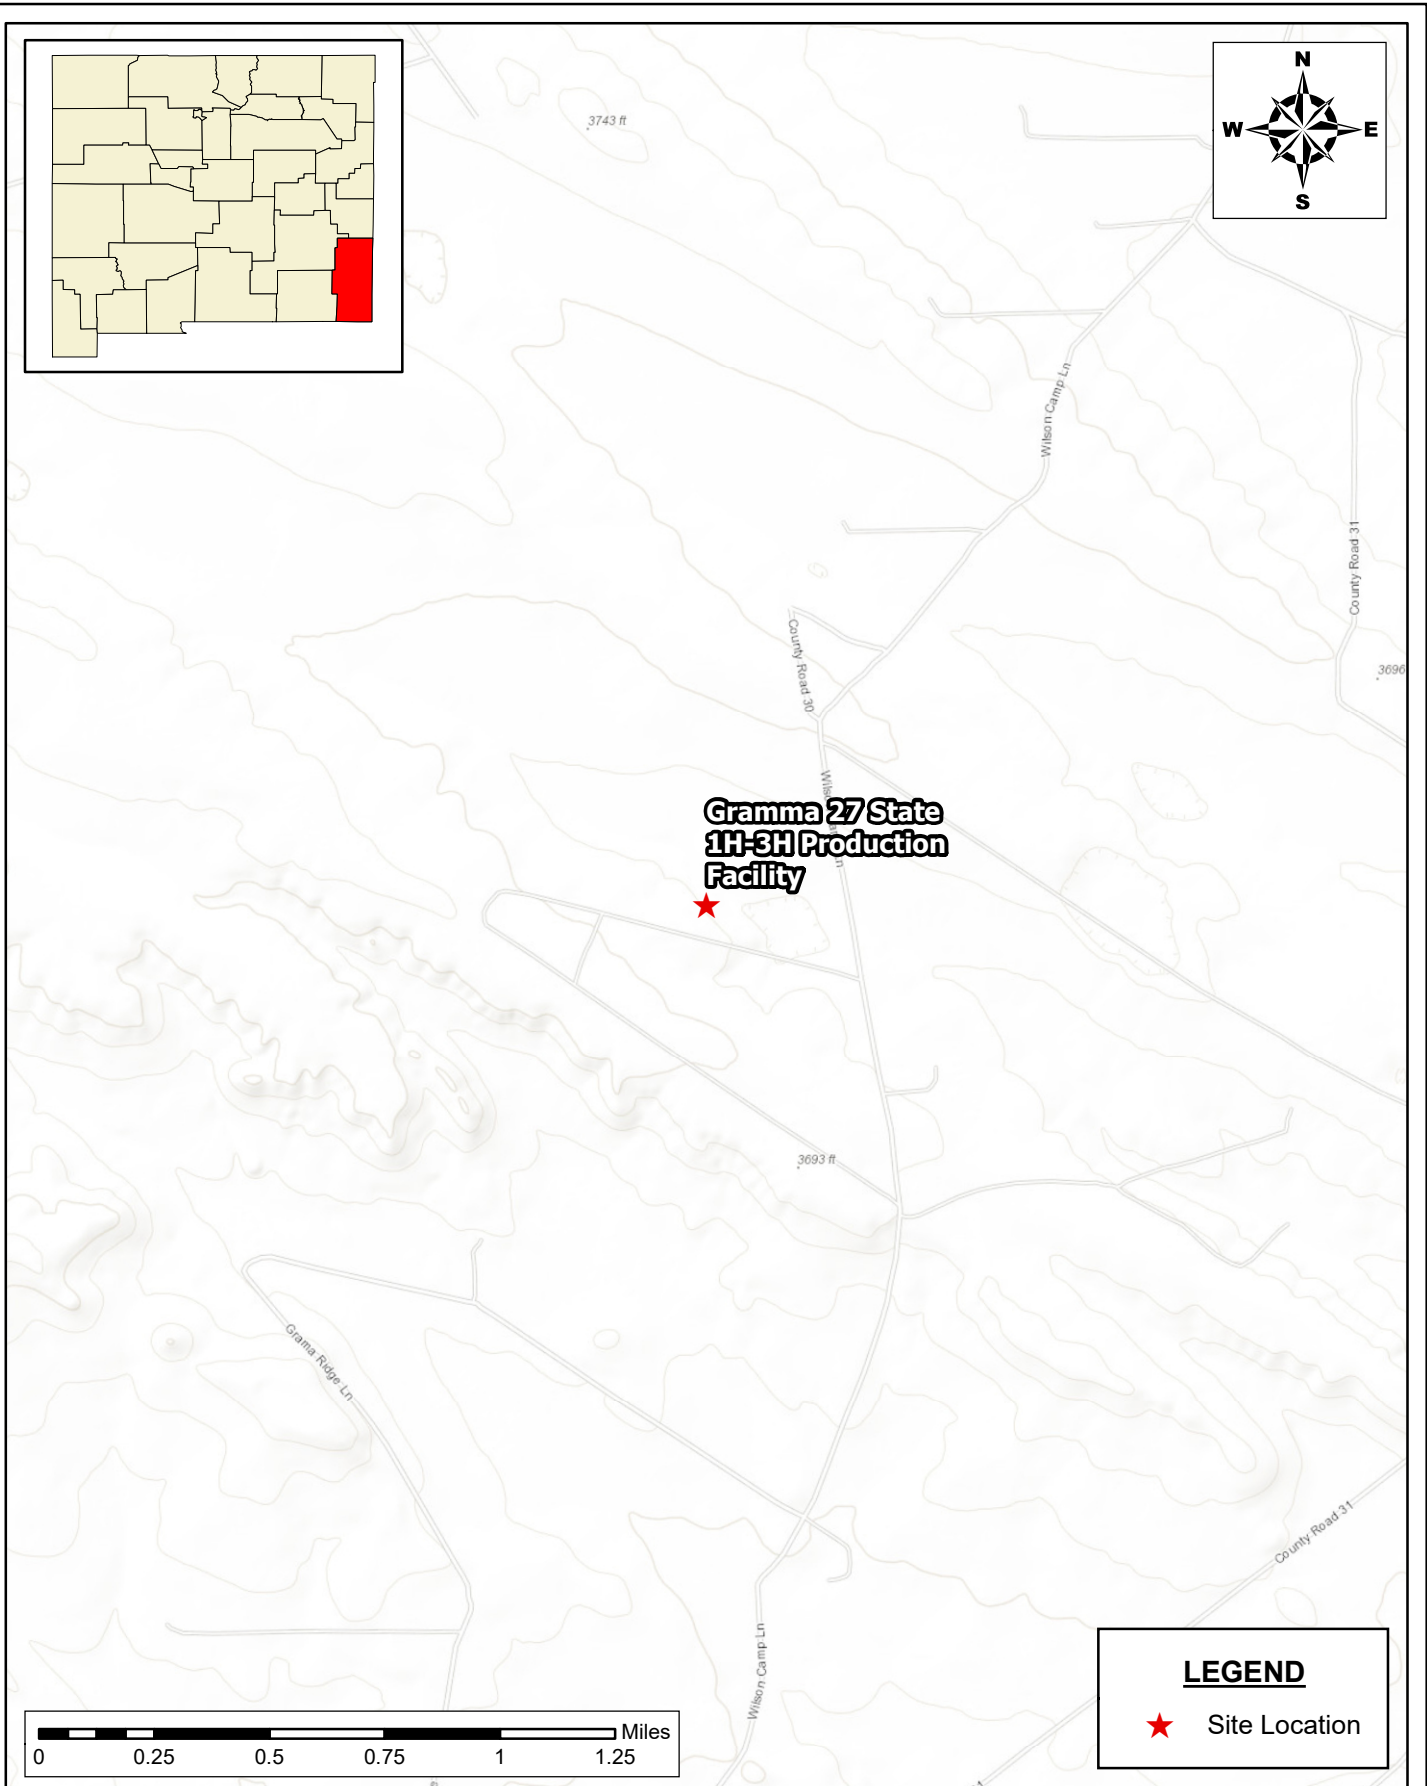 N
W E
S
3743 ft
Wilson Camp Ln
County Road 31
County Road 30
3696
Gramma 27 State
1H-3H Production
Facility
3693 ft
Grama Ridge Ln
County Road 31
Wilson Camp Ln
LEGEND
Site Location
Miles
0 0.25 0.5 0.75 1 1.25